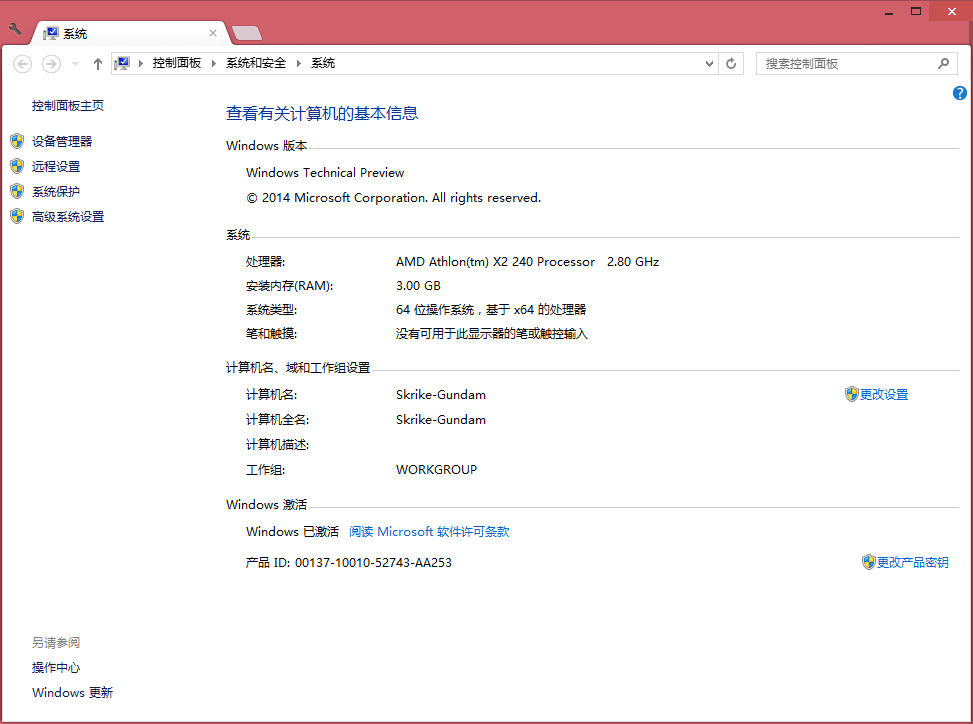 系统
控制面板 系统和安全 系统
搜索控制面板
控制面板主页
设备管理器
远程设置
系统保护
高级系统设置
查看有关计算机的基本信息
Windows 版本
Windows Technical Preview
© 2014 Microsoft Corporation. All rights reserved.
系统
处理器: AMD Athlon(tm) X2 240 Processor 2.80 GHz
安装内存(RAM): 3.00 GB
系统类型: 64 位操作系统，基于 x64 的处理器
笔和触摸: 没有可用于此显示器的笔或触控输入
计算机名、域和工作组设置
计算机名: Skrike-Gundam 更改设置
计算机全名: Skrike-Gundam
计算机描述:
工作组: WORKGROUP
Windows 激活
Windows 已激活 阅读 Microsoft 软件许可条款
产品 ID: 00137-10010-52743-AA253 更改产品密钥
另请参阅
操作中心
Windows 更新